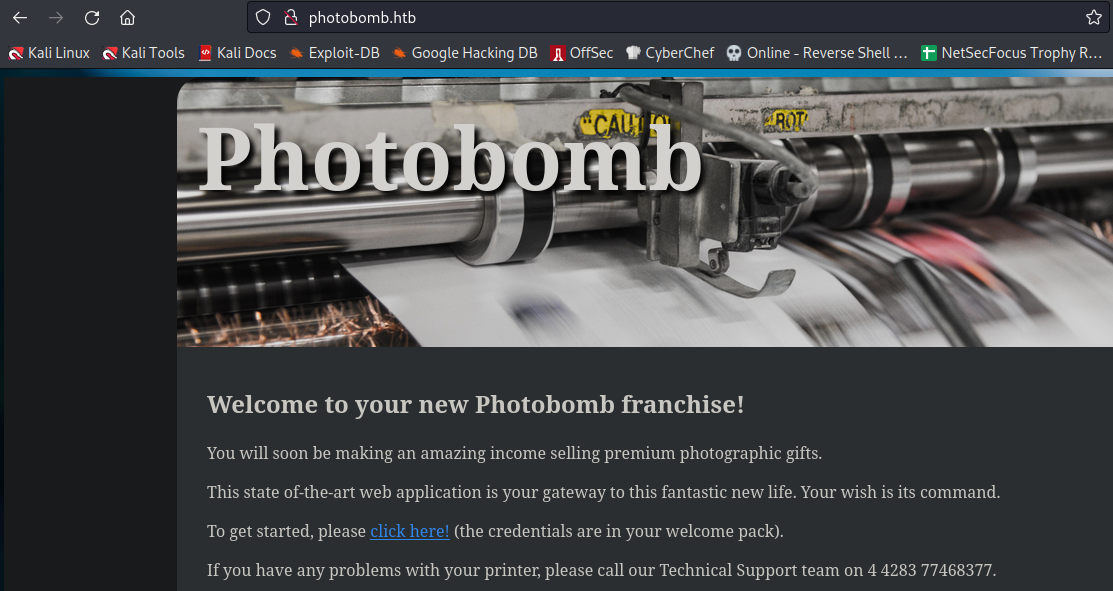 photobomb.htb
Kali Linux Kali Tools Kali Docs Exploit-DB Google Hacking DB OffSec CyberChef Online - Reverse Shell … NetSecFocus Trophy R…
"CAU
ROT
Photobomb
Welcome to your new Photobomb franchise!
You will soon be making an amazing income selling premium photographic gifts.
This state of-the-art web application is your gateway to this fantastic new life. Your wish is its command.
To get started, please click here! (the credentials are in your welcome pack).
If you have any problems with your printer, please call our Technical Support team on 4 4283 77468377.